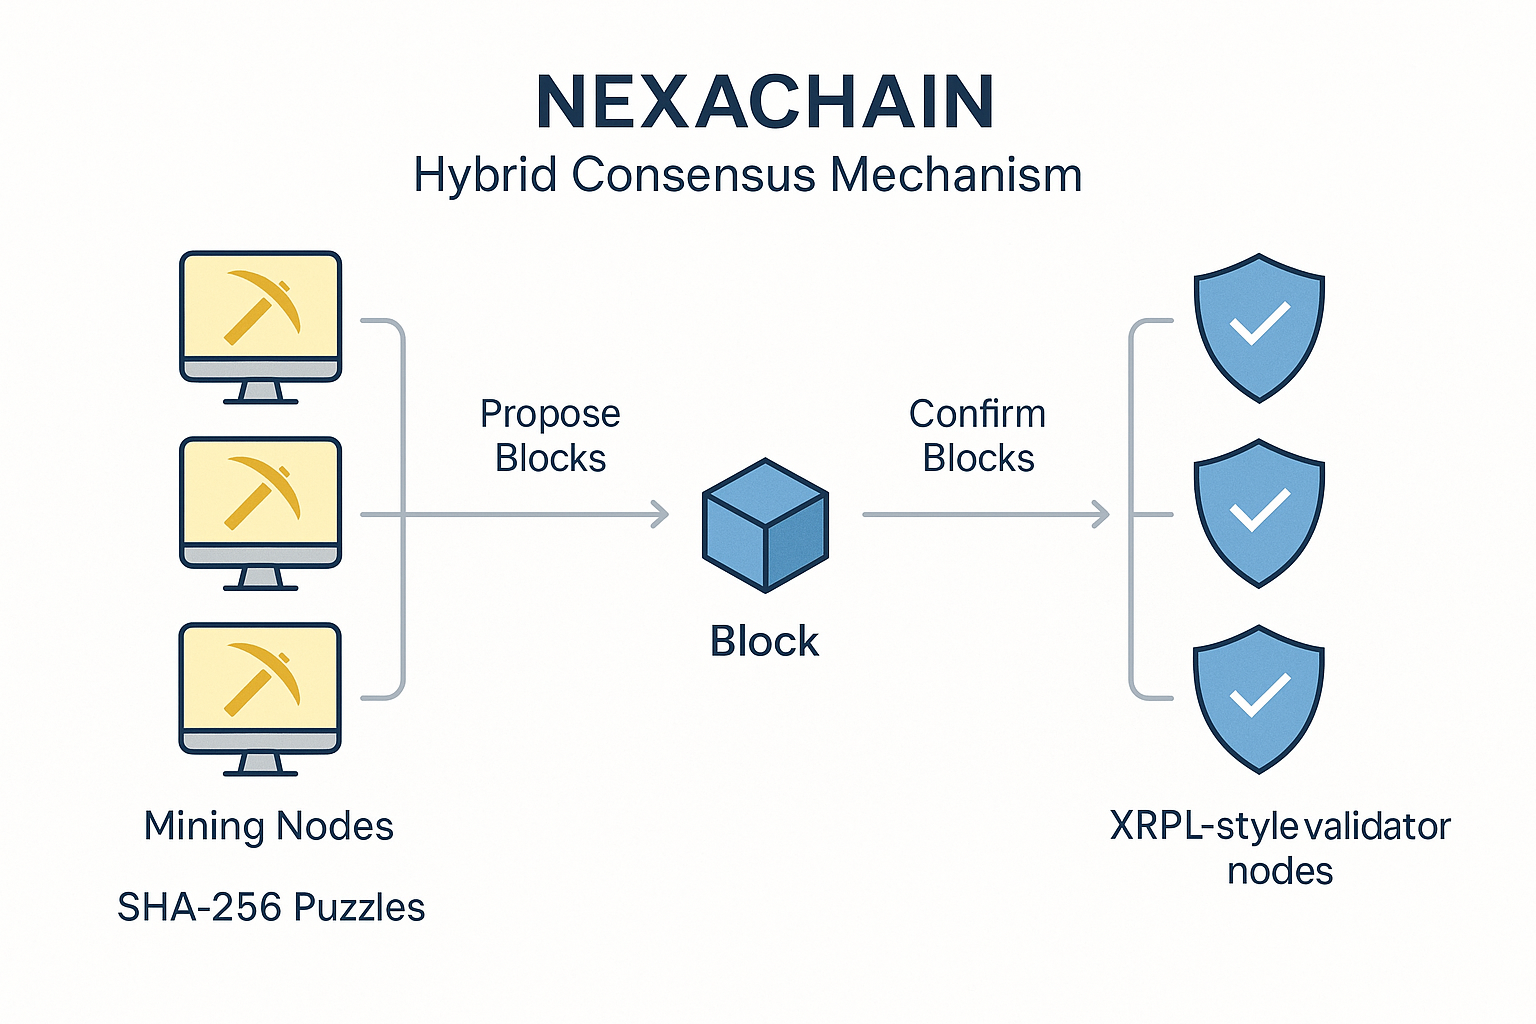 NEXACHAIN
Hybrid Consensus Mechanism
Propose
Blocks
Confirm
Blocks
Block
Mining Nodes
SHA-256 Puzzles
XRPL-style validator
nodes